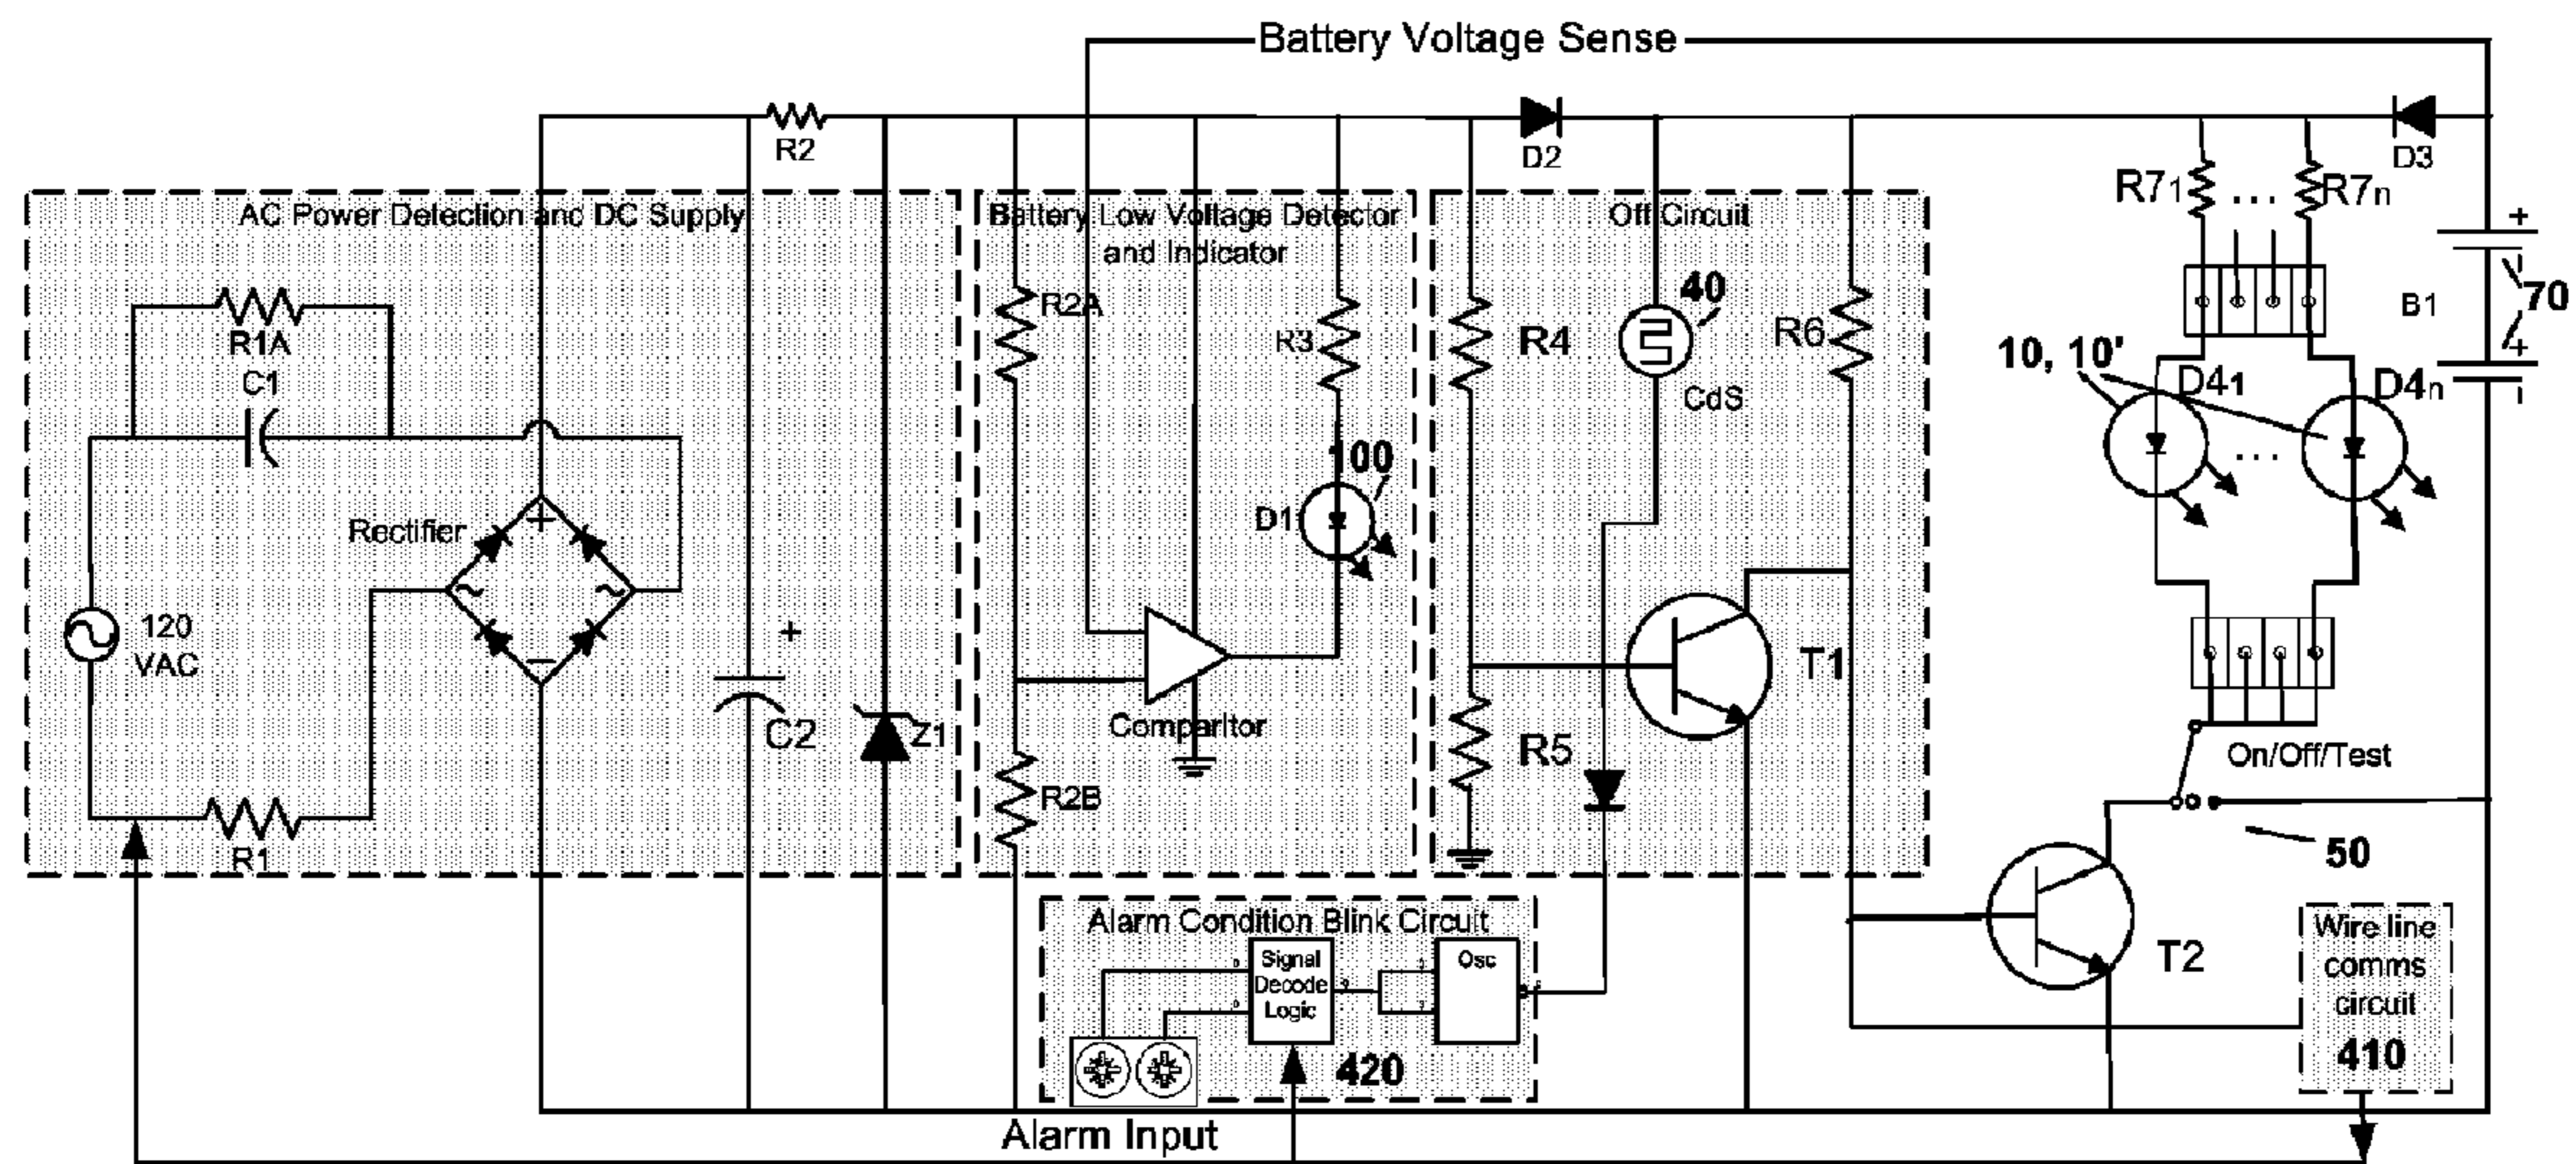 Battery Voltage Sense
R2
D2
D3
R71
...
R7n
AC Power Detection and DC Supply
Battery Low Voltage Detector
and Indicator
Off Circuit
+
R1A
C1
R2A
R3
R4
40
CdS
R6
B1
70
+
10, 10'
D41
D4n
...
100
D1
Rectifier
+
120
VAC
+
C2
Z1
Comparitor
R5
T1
On/Off/Test
50
R2B
R1
Alarm Condition Blink Circuit
Signal
Decode
Logic
Osc
420
T2
Wire line
comms
circuit
410
Alarm Input